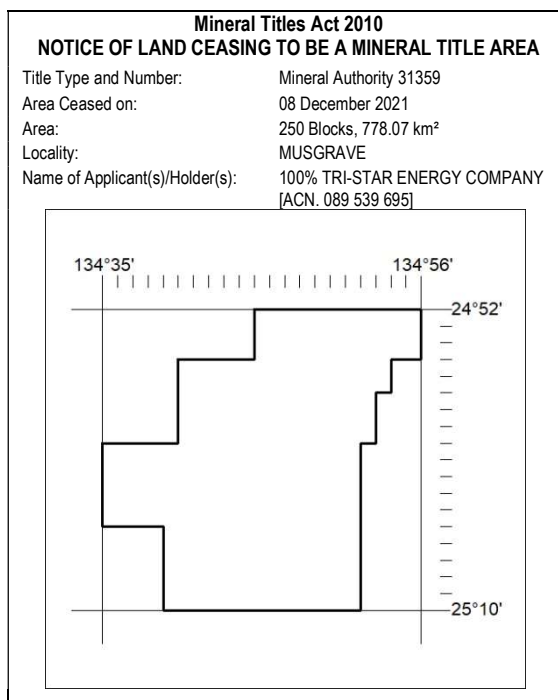 Mineral Titles Act 2010
NOTICE OF LAND CEASING TO BE A MINERAL TITLE AREA
Title Type and Number: Mineral Authority 31359
Area Ceased on: 08 December 2021
Area: 250 Blocks, 778.07 km²
Locality: MUSGRAVE
Name of Applicant(s)/Holder(s): 100% TRI-STAR ENERGY COMPANY
[ACN. 089 539 695]
134°35' 134°56'
24°52'
25°10'